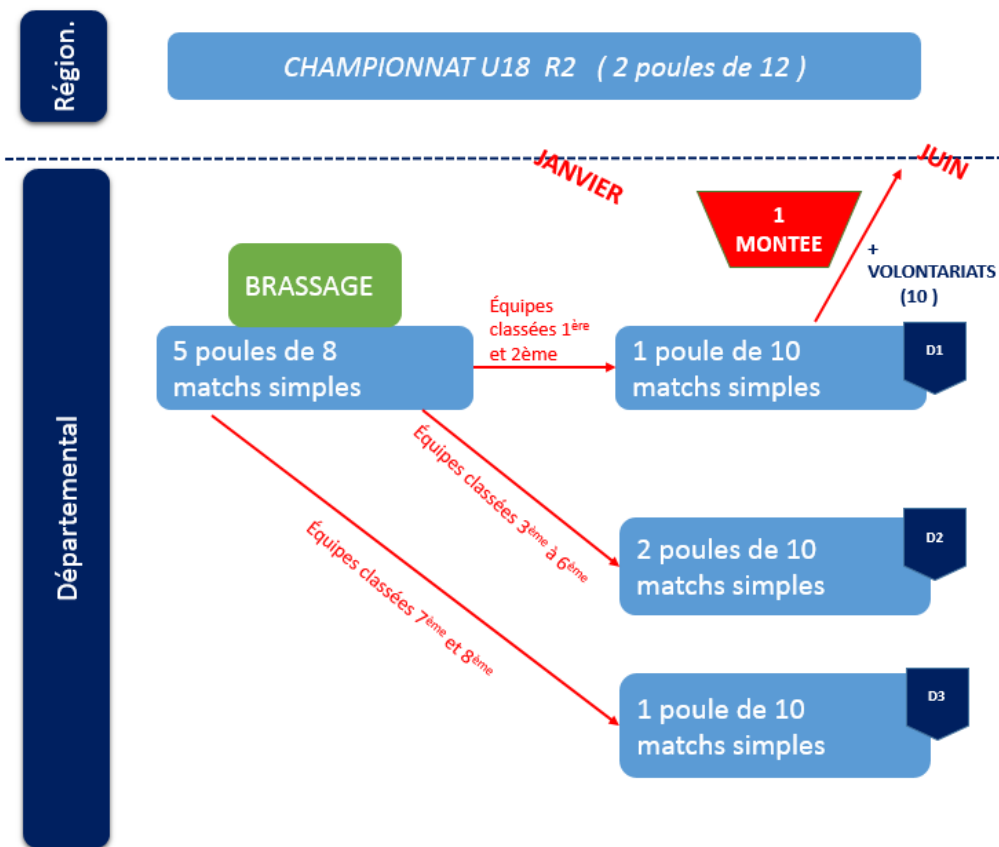 Région.
CHAMPIONNAT U18 R2 ( 2 poules de 12 )
JANVIER
JUIN
1
MONTEE
+
VOLONTARIATS
(10 )
Départemental
BRASSAGE
5 poules de 8
matchs simples
Équipes
classées 1ère
et 2ème
1 poule de 10
matchs simples
D1
Équipes classées 3ème à 6ème
2 poules de 10
matchs simples
D2
Équipes classées 7ème et 8ème
1 poule de 10
matchs simples
D3